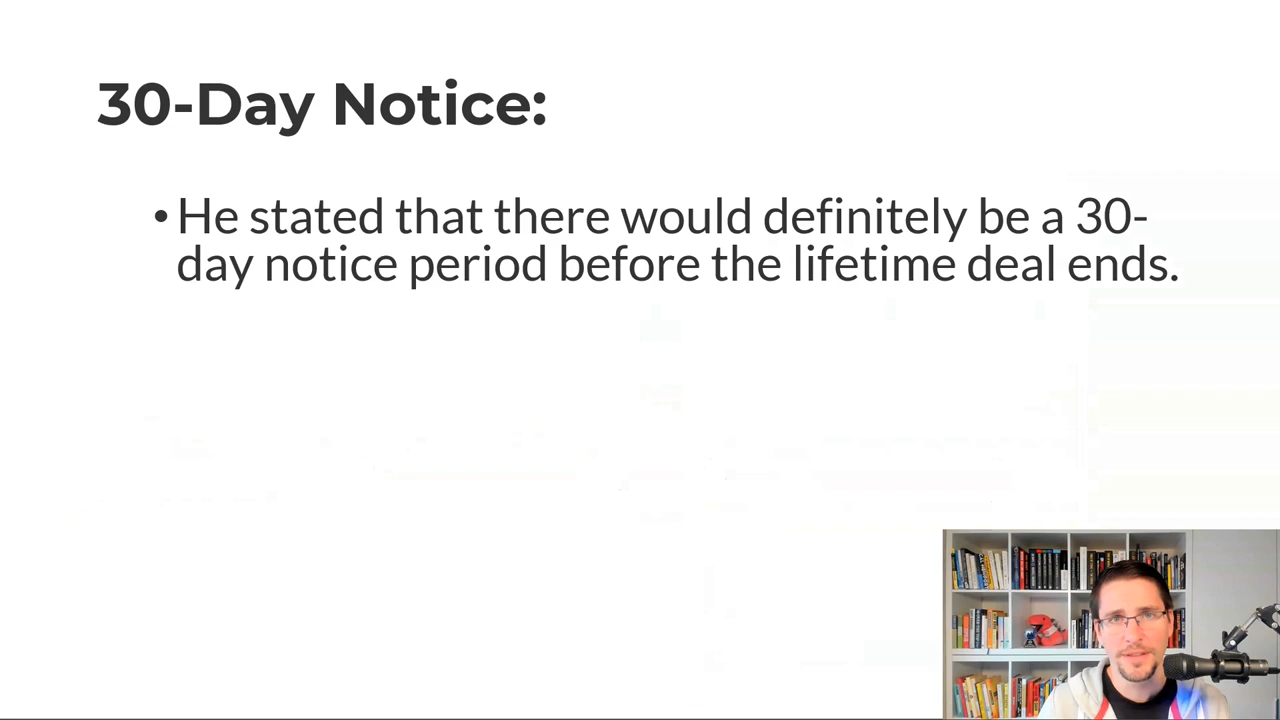 30-Day Notice:
• He stated that there would definitely be a 30-
day notice period before the lifetime deal ends.